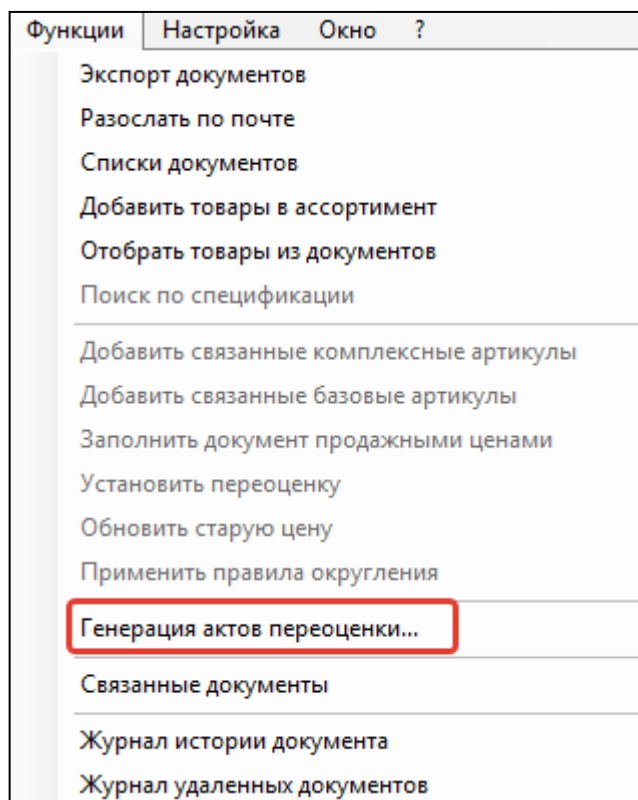 Функции Настройка Окно ?
Экспорт документов
Разослать по почте
Списки документов
Добавить товары в ассортимент
Отобрать товары из документов
Поиск по спецификации
Добавить связанные комплексные артикулы
Добавить связанные базовые артикулы
Заполнить документ продажными ценами
Установить переоценку
Обновить старую цену
Применить правила округления
Генерация актов переоценки...
Связанные документы
Журнал истории документа
Журнал удаленных документов